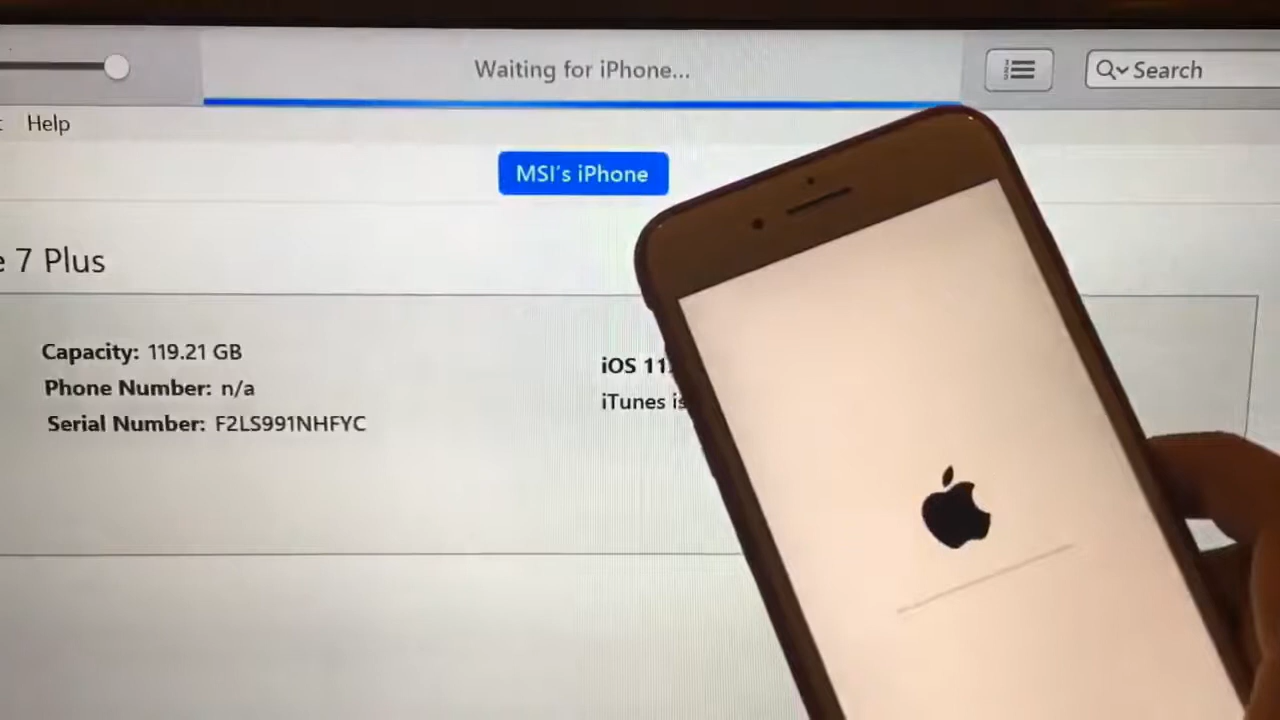 Waiting for iPhone...
Search
Help
MSI's iPhone
7 Plus
Capacity: 119.21 GB
Phone Number: n/a
Serial Number: F2LS991NHFYC
iOS 11.
iTunes is